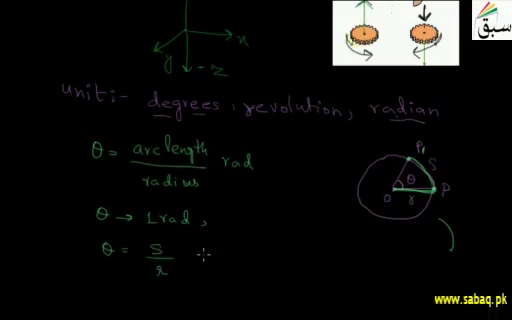 سبق
x
y
-z
unit:- degrees, revolution, radian
θ = arc length / radius rad
P₁
S
θ
O
r
P
θ → 1 rad,
θ = S / r
www.sabaq.pk